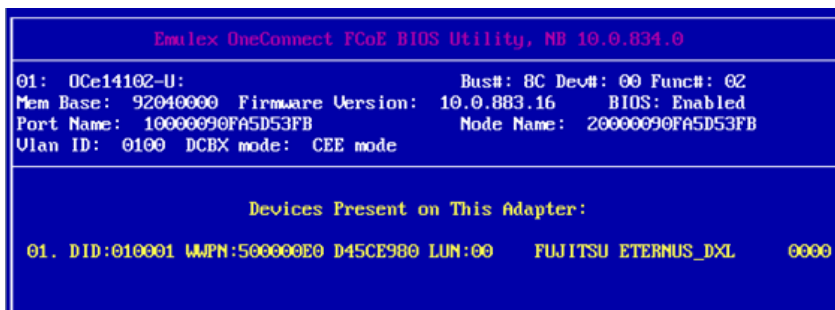 Emulex OneConnect FCoE BIOS Utility, NB 10.0.834.0
01: OCe14102-U: Bus#: 8C Dev#: 00 Func#: 02
Mem Base: 92040000 Firmware Version: 10.0.883.16 BIOS: Enabled
Port Name: 10000090FA5D53FB Node Name: 20000090FA5D53FB
Vlan ID: 0100 DCBX mode: CEE mode
Devices Present on This Adapter:
01. DID:010001 WWPN:500000E0 D45CE980 LUN:00 FUJITSU ETERNUS_DXL 0000